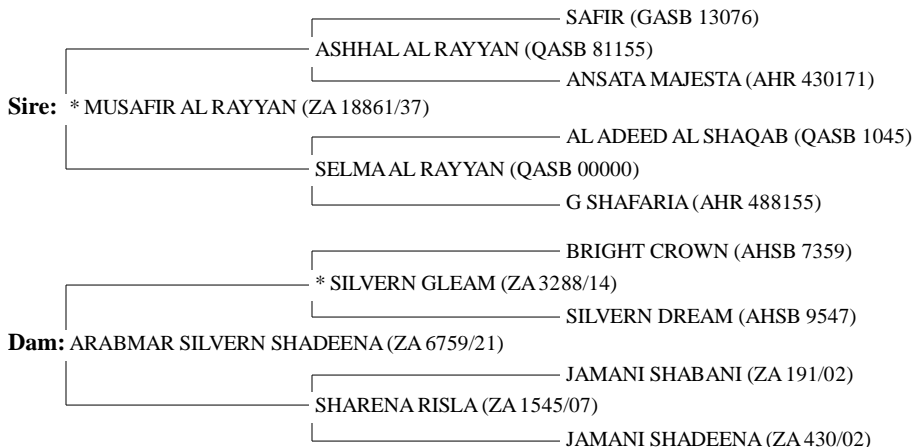 SAFIR (GASB 13076)
ASHHAL AL RAYYAN (QASB 81155)
ANSATA MAJESTA (AHR 430171)
Sire: * MUSAFIR AL RAYYAN (ZA 18861/37)
AL ADEED AL SHAQAB (QASB 1045)
SELMA AL RAYYAN (QASB 00000)
G SHAFARIA (AHR 488155)
BRIGHT CROWN (AHSB 7359)
* SILVERN GLEAM (ZA 3288/14)
SILVERN DREAM (AHSB 9547)
Dam: ARABMAR SILVERN SHADEENA (ZA 6759/21)
JAMANI SHABANI (ZA 191/02)
SHARENA RISLA (ZA 1545/07)
JAMANI SHADEENA (ZA 430/02)